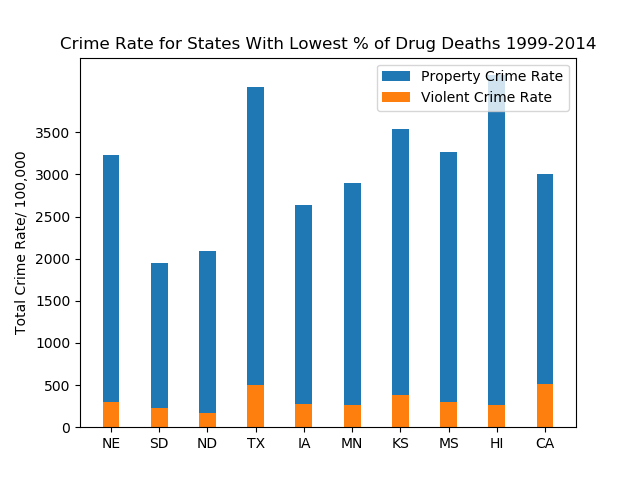 Crime Rate for States With Lowest % of Drug Deaths 1999-2014
Property Crime Rate
Violent Crime Rate
Total Crime Rate/ 100,000
3500
3000
2500
2000
1500
1000
500
0
NE SD ND TX IA MN KS MS HI CA